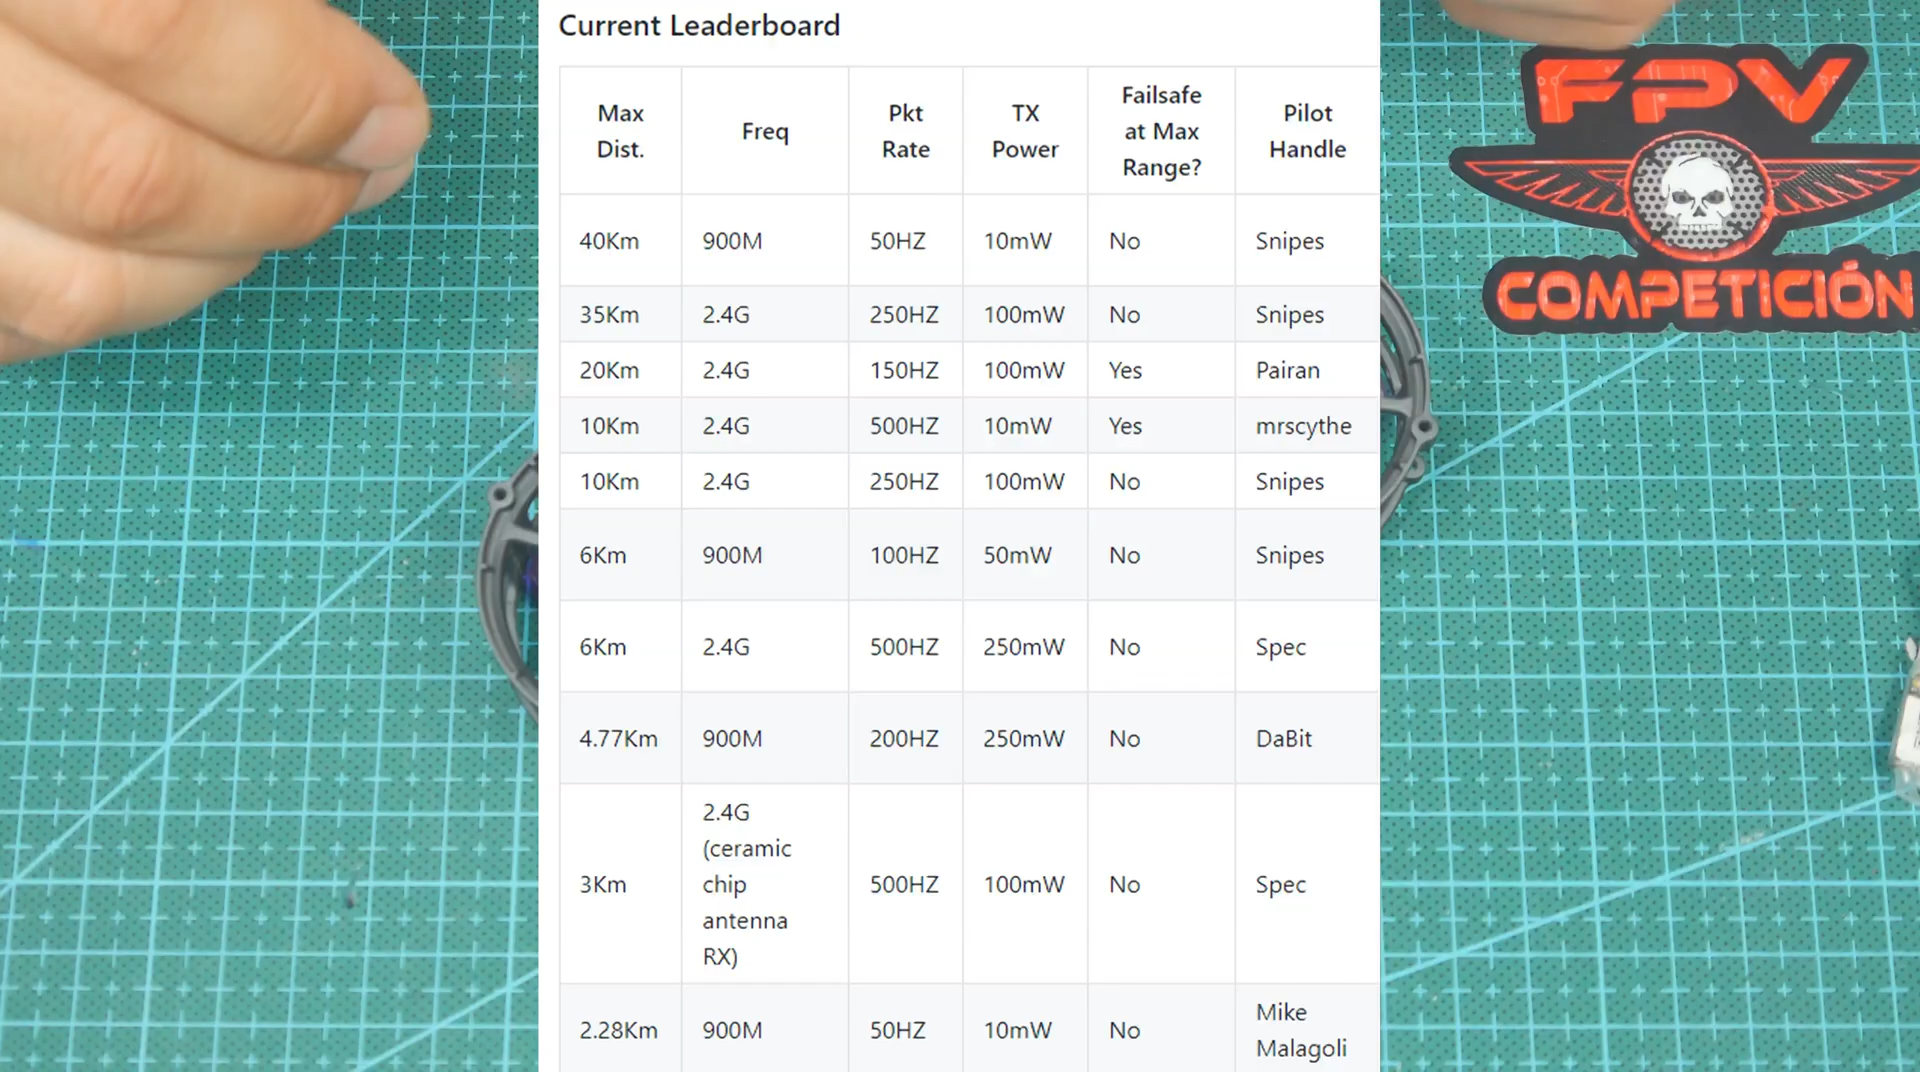 Current Leaderboard
Max Dist. Freq Pkt Rate TX Power Failsafe at Max Range? Pilot Handle
40Km 900M 50HZ 10mW No Snipes
35Km 2.4G 250HZ 100mW No Snipes
20Km 2.4G 150HZ 100mW Yes Pairan
10Km 2.4G 500HZ 10mW Yes mrscythe
10Km 2.4G 250HZ 100mW No Snipes
6Km 900M 100HZ 50mW No Snipes
6Km 2.4G 500HZ 250mW No Spec
4.77Km 900M 200HZ 250mW No DaBit
3Km 2.4G (ceramic chip antenna RX) 500HZ 100mW No Spec
2.28Km 900M 50HZ 10mW No Mike Malagoli
FPV
COMPETICIÓN